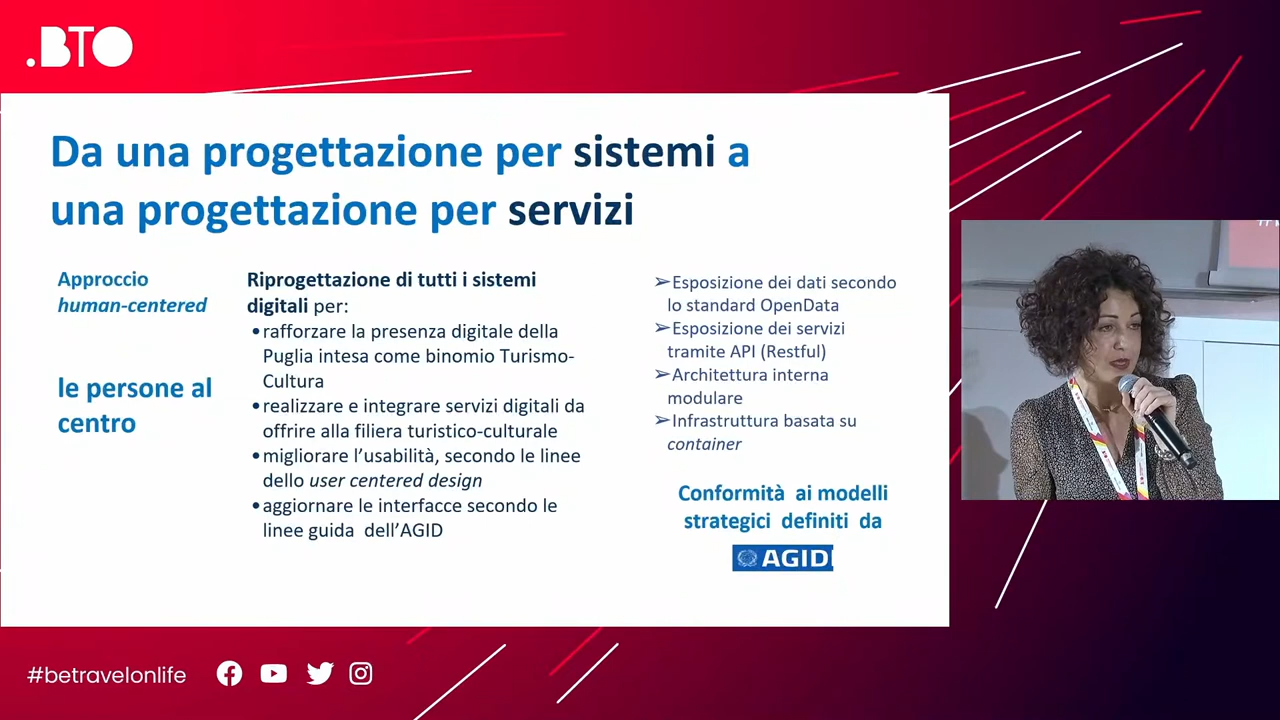 .BTO
Da una progettazione per sistemi a
una progettazione per servizi
Approccio
human-centered
le persone al
centro
Riprogettazione di tutti i sistemi
digitali per:
•rafforzare la presenza digitale della
Puglia intesa come binomio Turismo-
Cultura
•realizzare e integrare servizi digitali da
offrire alla filiera turistico-culturale
•migliorare l’usabilità, secondo le linee
dello user centered design
•aggiornare le interfacce secondo le
linee guida dell’AGID
➢Esposizione dei dati secondo
lo standard OpenData
➢Esposizione dei servizi
tramite API (Restful)
➢Architettura interna
modulare
➢Infrastruttura basata su
container
Conformità ai modelli
strategici definiti da
AGID
#betravelonlife